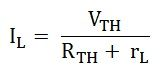 I_L = V_TH / (R_TH + r_L)